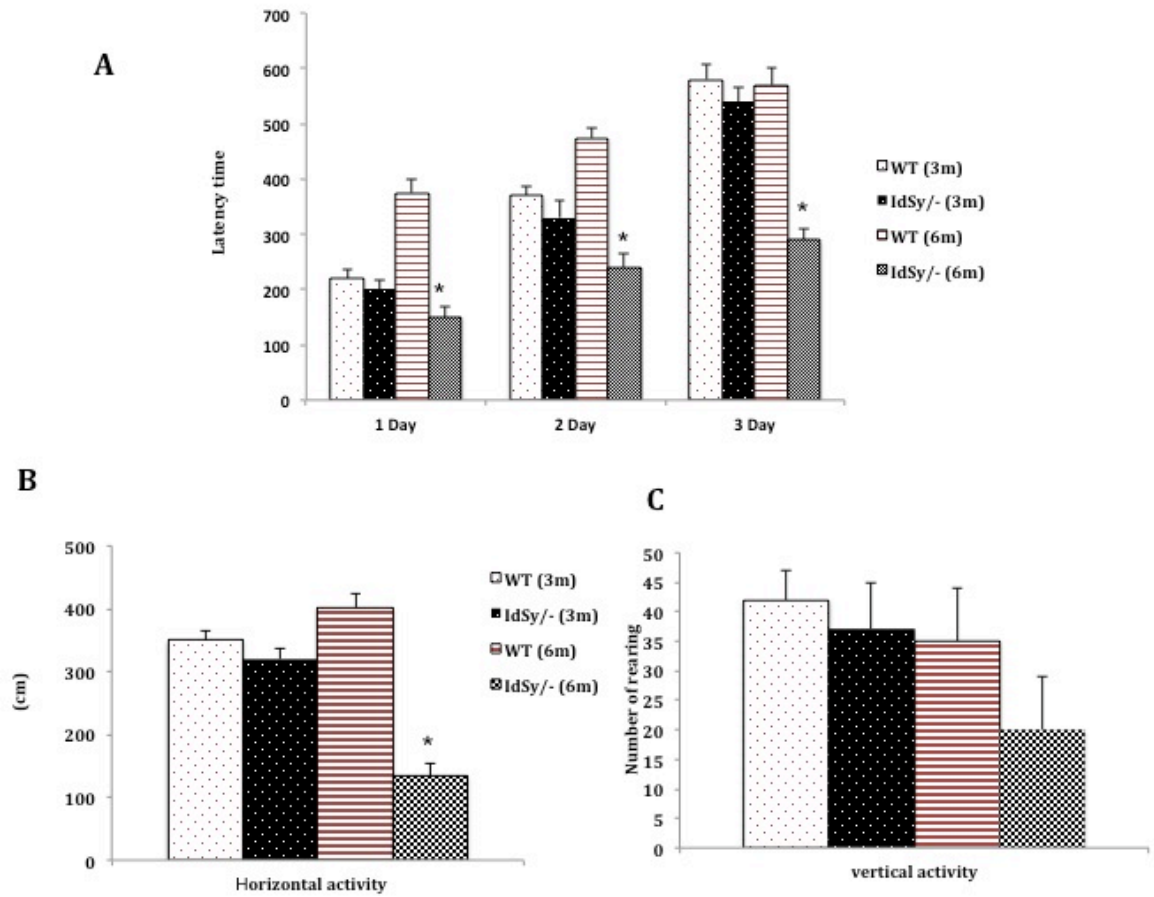 A
700
600
500
400
300
200
100
0
Latency time
*
*
*
1 Day
2 Day
3 Day
WT (3m)
IdSy/- (3m)
WT (6m)
IdSy/- (6m)
B
500
400
300
200
100
0
(cm)
*
Horizontal activity
WT (3m)
IdSy/- (3m)
WT (6m)
IdSy/- (6m)
C
50
45
40
35
30
25
20
15
10
5
0
Number of rearing
vertical activity